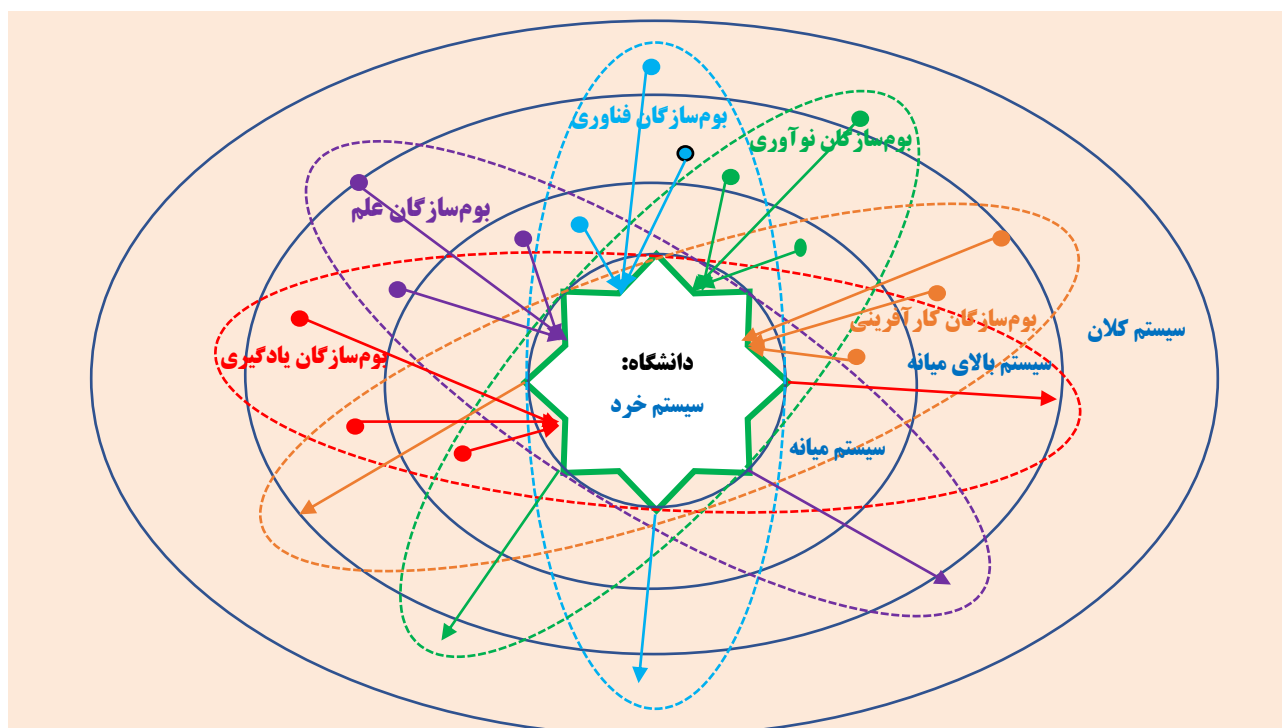 بوم‌سازگان فناوری
بوم‌سازگان نوآوری
بوم‌سازگان علم
بوم‌سازگان کارآفرینی
سیستم کلان
بوم‌سازگان یادگیری
سیستم بالای میانه
دانشگاه:
سیستم خرد
سیستم میانه